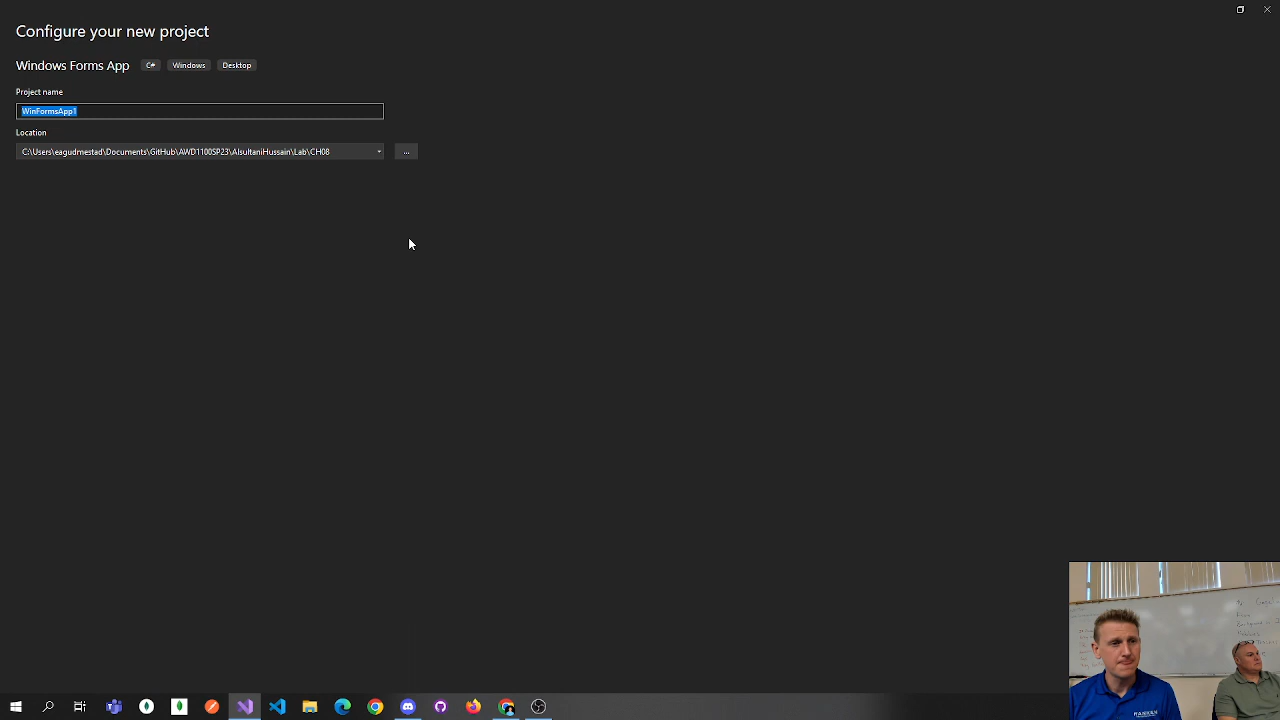 Configure your new project
Windows Forms App C# Windows Desktop
Project name
WinFormsApp1
Location
C:\Users\eagudmestad\Documents\GitHub\AWD1100SP23\AlsultaniHussain\Lab\CH08
...
RANKEN